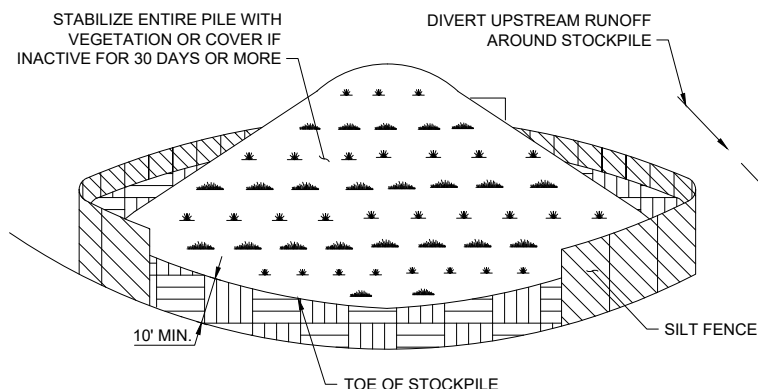 STABILIZE ENTIRE PILE WITH
VEGETATION OR COVER IF
INACTIVE FOR 30 DAYS OR MORE
DIVERT UPSTREAM RUNOFF
AROUND STOCKPILE
10' MIN.
SILT FENCE
TOE OF STOCKPILE